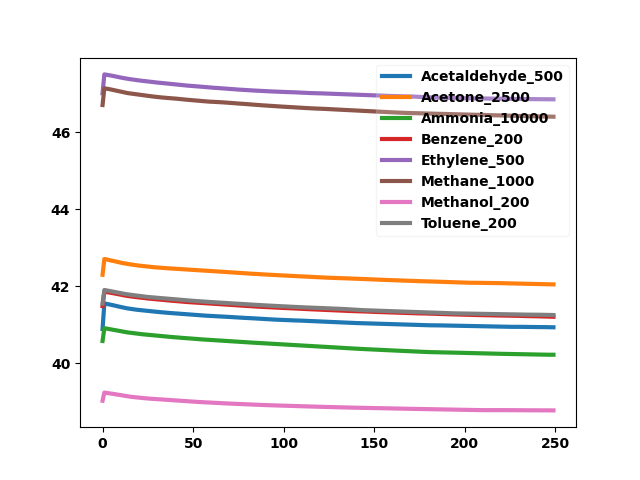 Acetaldehyde_500
Acetone_2500
Ammonia_10000
Benzene_200
Ethylene_500
Methane_1000
Methanol_200
Toluene_200
46
44
42
40
0 50 100 150 200 250